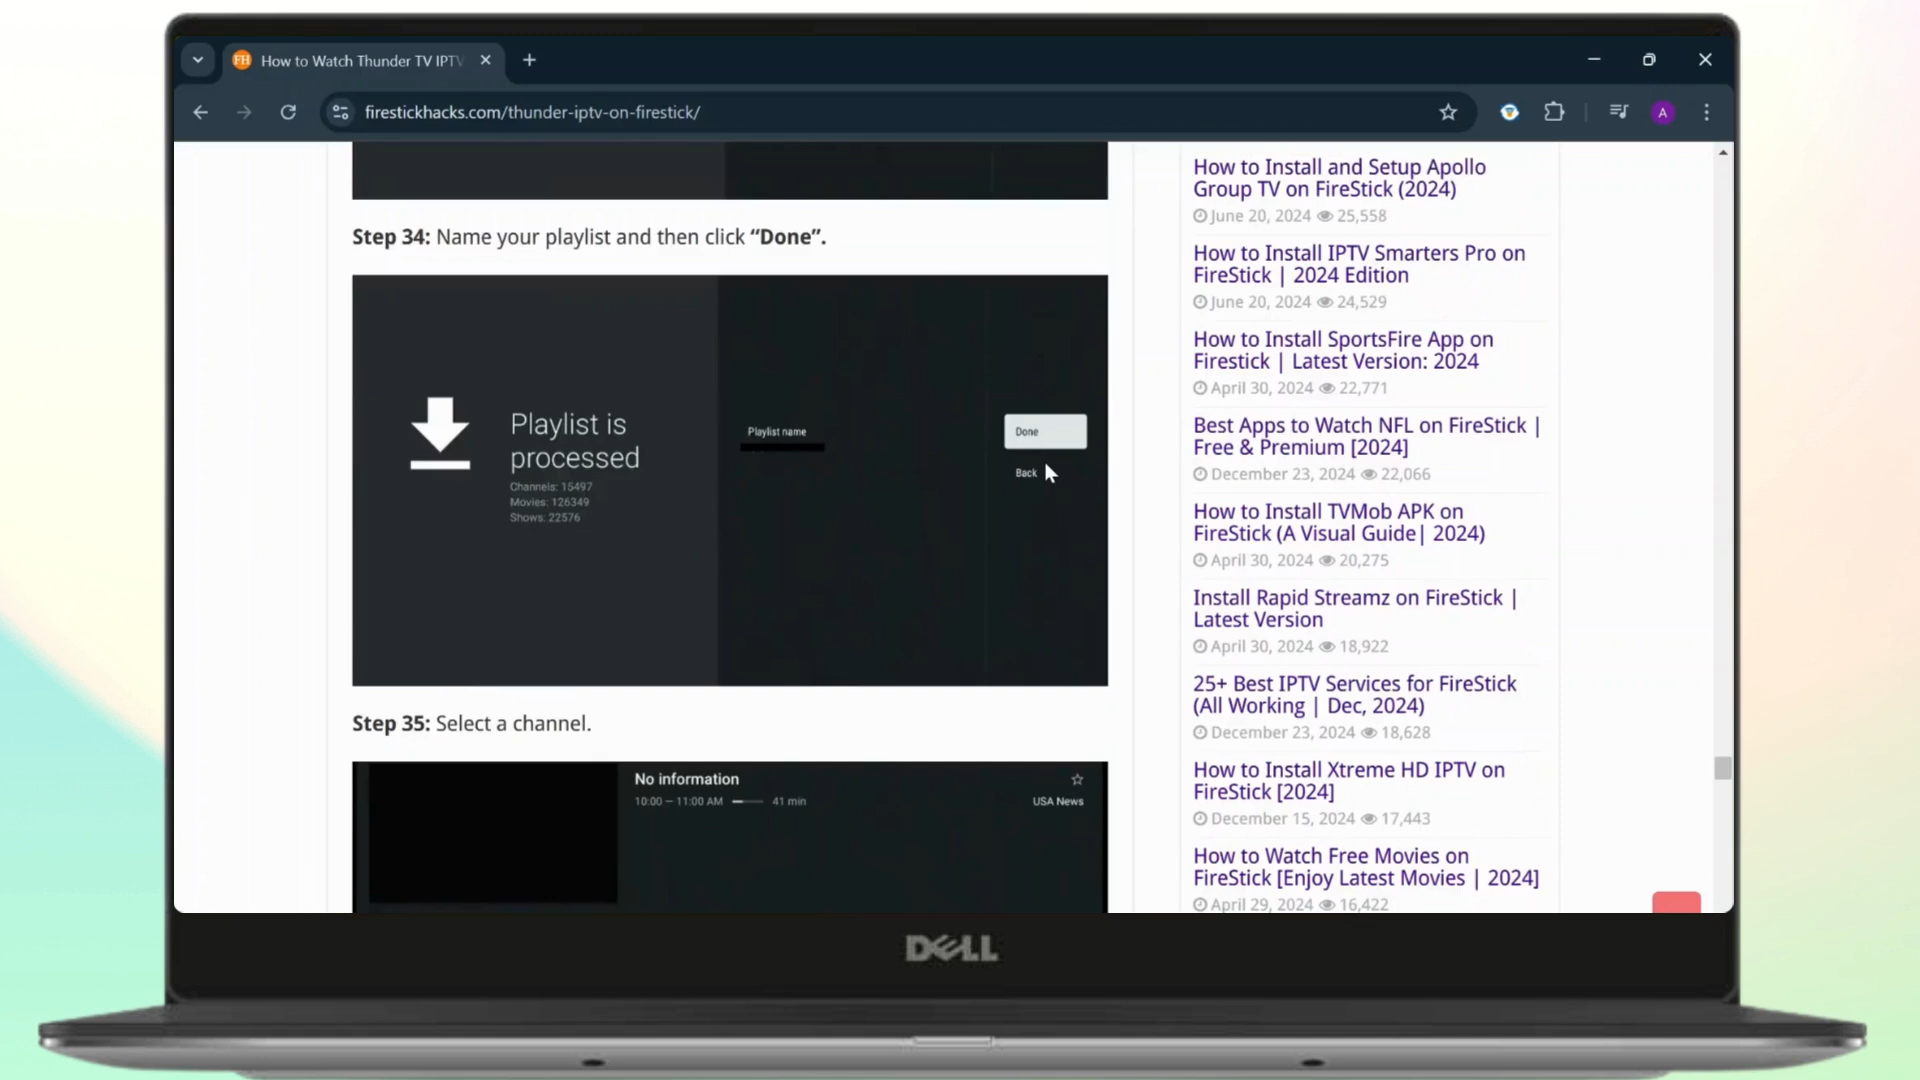 How to Watch Thunder TV IPTV
firestickhacks.com/thunder-iptv-on-firestick/
A
Step 34: Name your playlist and then click “Done”.
Playlist is
processed
Channels: 15497
Movies: 126349
Shows: 22576
Playlist name
Done
Back
Step 35: Select a channel.
No information
10:00 – 11:00 AM 41 min
USA News
How to Install and Setup Apollo
Group TV on FireStick (2024)
June 20, 2024 25,558
How to Install IPTV Smarters Pro on
FireStick | 2024 Edition
June 20, 2024 24,529
How to Install SportsFire App on
Firestick | Latest Version: 2024
April 30, 2024 22,771
Best Apps to Watch NFL on FireStick |
Free & Premium [2024]
December 23, 2024 22,066
How to Install TVMob APK on
FireStick (A Visual Guide| 2024)
April 30, 2024 20,275
Install Rapid Streamz on FireStick |
Latest Version
April 30, 2024 18,922
25+ Best IPTV Services for FireStick
(All Working | Dec, 2024)
December 23, 2024 18,628
How to Install Xtreme HD IPTV on
FireStick [2024]
December 15, 2024 17,443
How to Watch Free Movies on
FireStick [Enjoy Latest Movies | 2024]
April 29, 2024 16,422
DELL